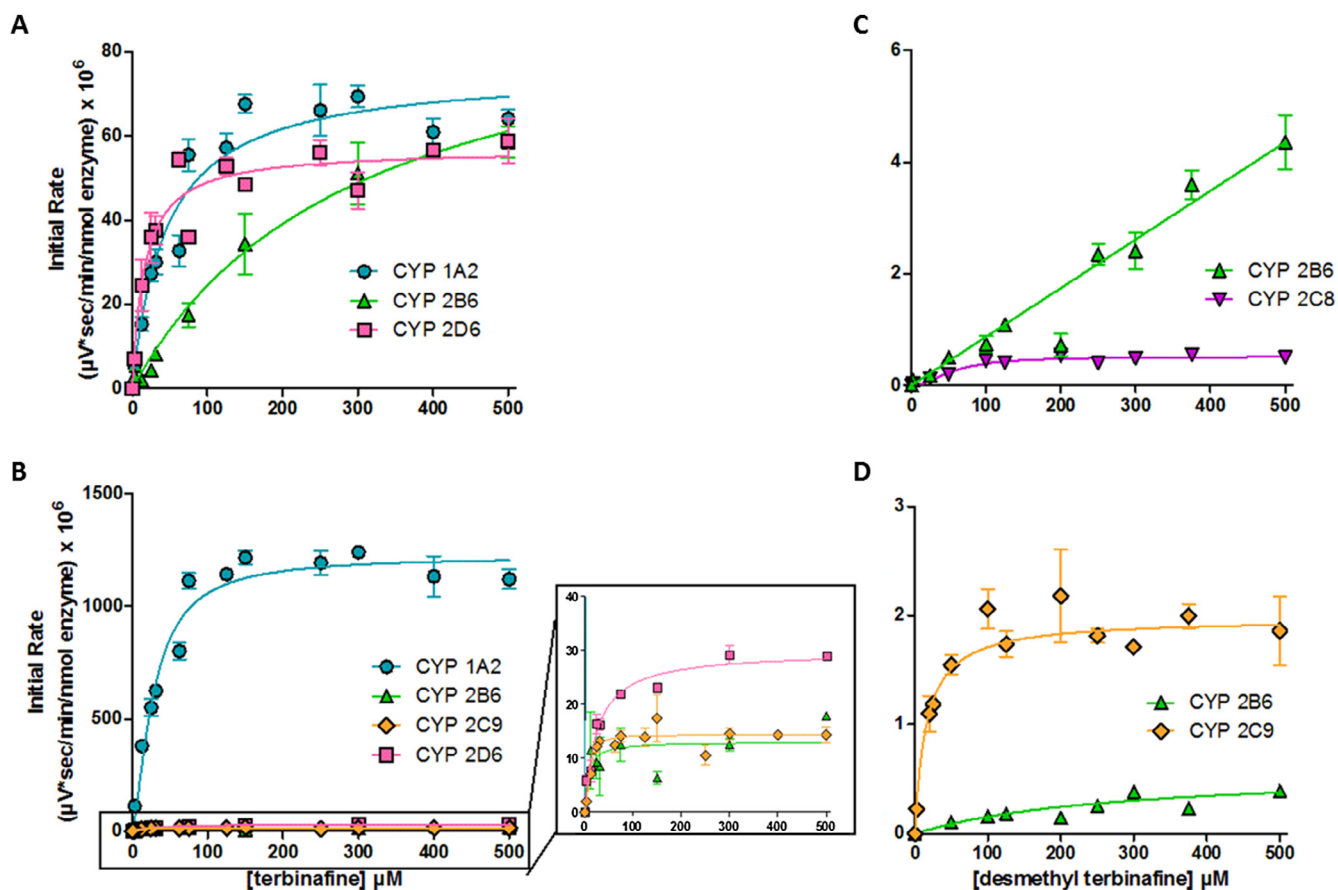 A
Initial Rate
(µV*sec/min/nmol enzyme) x 10⁶
80
60
40
20
0
0 100 200 300 400 500
CYP 1A2
CYP 2B6
CYP 2D6
C
6
4
2
0
0 100 200 300 400 500
CYP 2B6
CYP 2C8
B
Initial Rate
(µV*sec/min/nmol enzyme) x 10⁶
1500
1000
500
0
0 100 200 300 400 500
[terbinafine] µM
CYP 1A2
CYP 2B6
CYP 2C9
CYP 2D6
40
30
20
10
0
0 100 200 300 400 500
D
3
2
1
0
0 100 200 300 400 500
[desmethyl terbinafine] µM
CYP 2B6
CYP 2C9